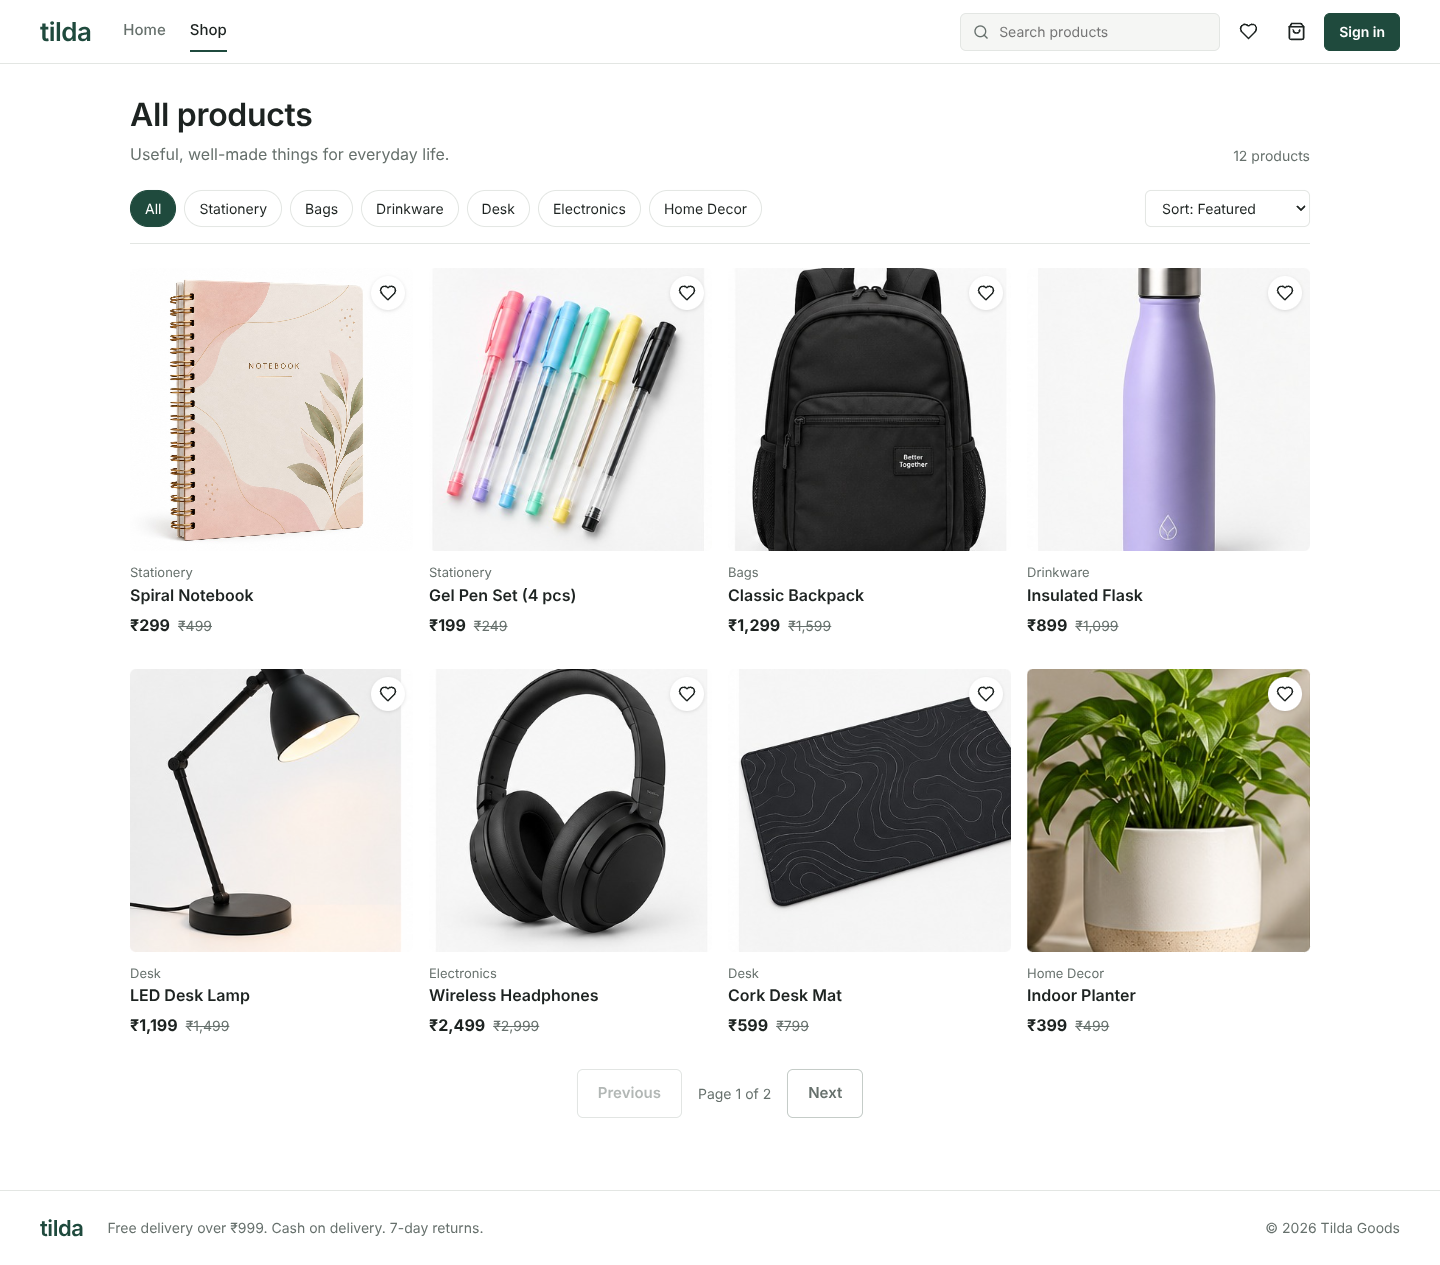 tilda Home Shop Search products Sign in
All products
Useful, well-made things for everyday life.
12 products
All Stationery Bags Drinkware Desk Electronics Home Decor Sort: Featured
NOTEBOOK
Better
Together
Stationery
Spiral Notebook
₹299 ₹499
Stationery
Gel Pen Set (4 pcs)
₹199 ₹249
Bags
Classic Backpack
₹1,299 ₹1,599
Drinkware
Insulated Flask
₹899 ₹1,099
Desk
LED Desk Lamp
₹1,199 ₹1,499
Electronics
Wireless Headphones
₹2,499 ₹2,999
Desk
Cork Desk Mat
₹599 ₹799
Home Decor
Indoor Planter
₹399 ₹499
Previous Page 1 of 2 Next
tilda Free delivery over ₹999. Cash on delivery. 7-day returns. © 2026 Tilda Goods